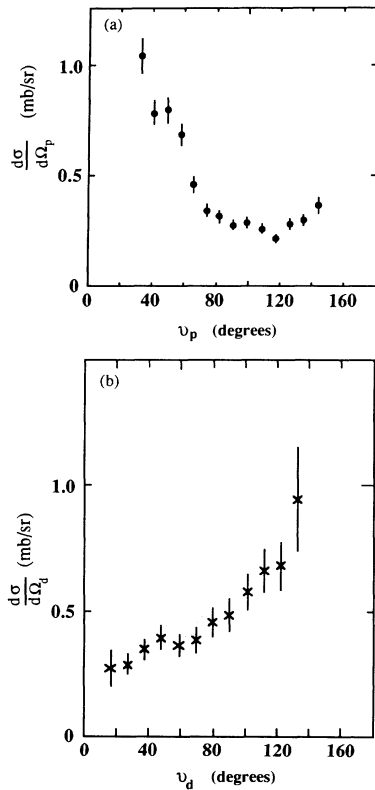 (a)
1.0
0.5
0
dσ
dΩp
(mb/sr)
0 40 80 120 160
υp (degrees)
(b)
1.0
0.5
0
dσ
dΩd
(mb/sr)
0 40 80 120 160
υd (degrees)